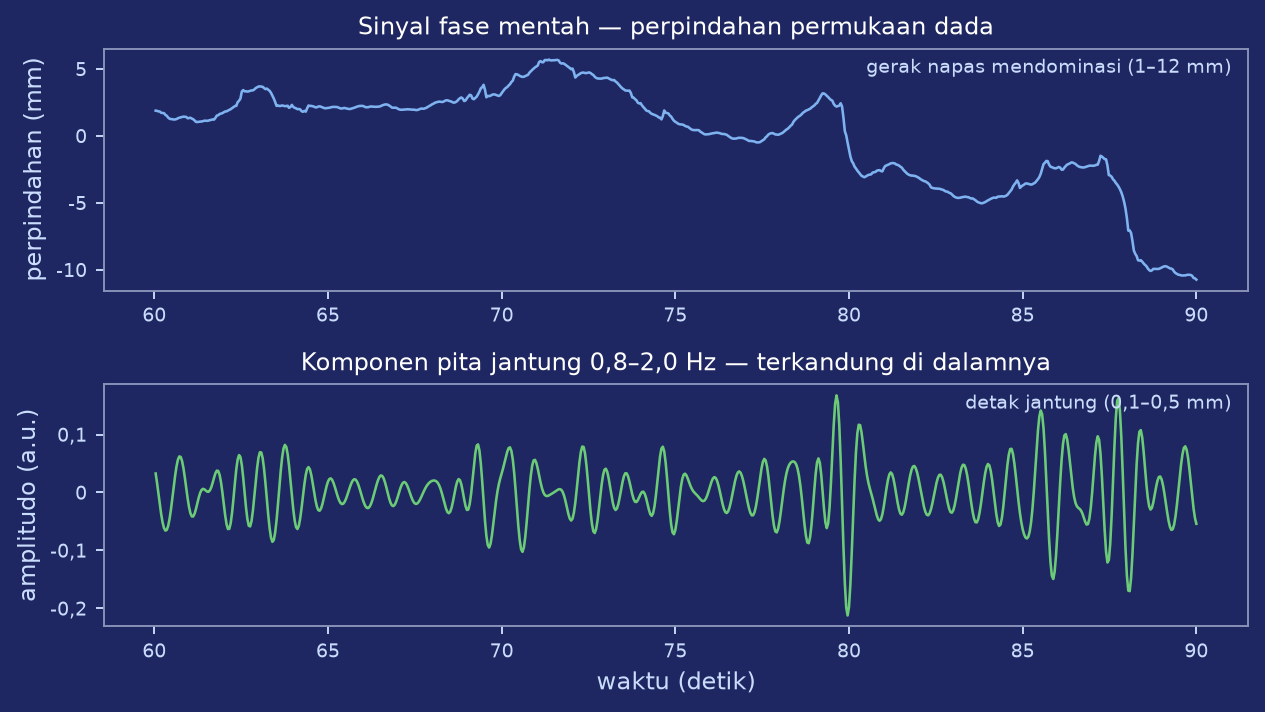 Sinyal fase mentah — perpindahan permukaan dada
gerak napas mendominasi (1–12 mm)
perpindahan (mm)
5
0
-5
-10
60 65 70 75 80 85 90
Komponen pita jantung 0,8–2,0 Hz — terkandung di dalamnya
detak jantung (0,1–0,5 mm)
amplitudo (a.u.)
0,1
0
-0,1
-0,2
60 65 70 75 80 85 90
waktu (detik)